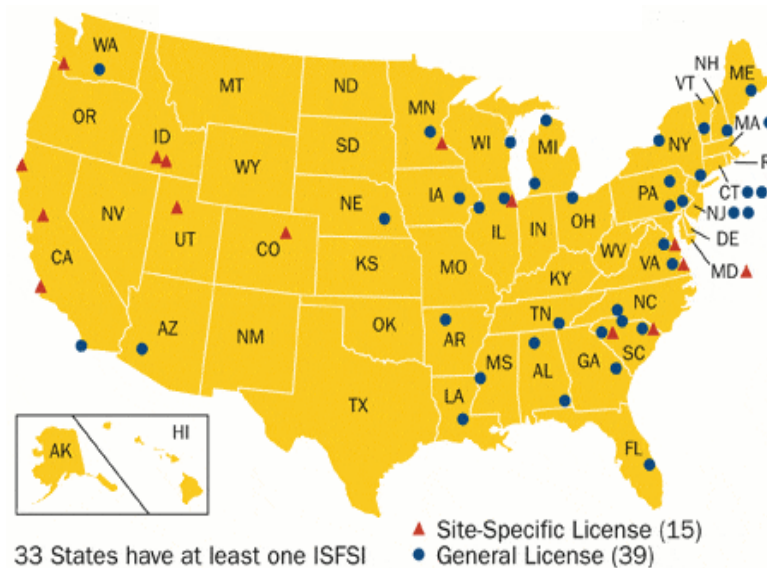 WA
MT
ND
MN
OR
ID
SD
WI
MI
NY
VT
NH
ME
MA
R
CT
NJ
DE
MD
WY
IA
NE
PA
NV
UT
CO
IL
IN
OH
WV
VA
CA
KS
MO
KY
AZ
NM
OK
AR
TN
NC
SC
MS
AL
GA
TX
LA
FL
AK
HI
Site-Specific License (15)
33 States have at least one ISFSI
General License (39)